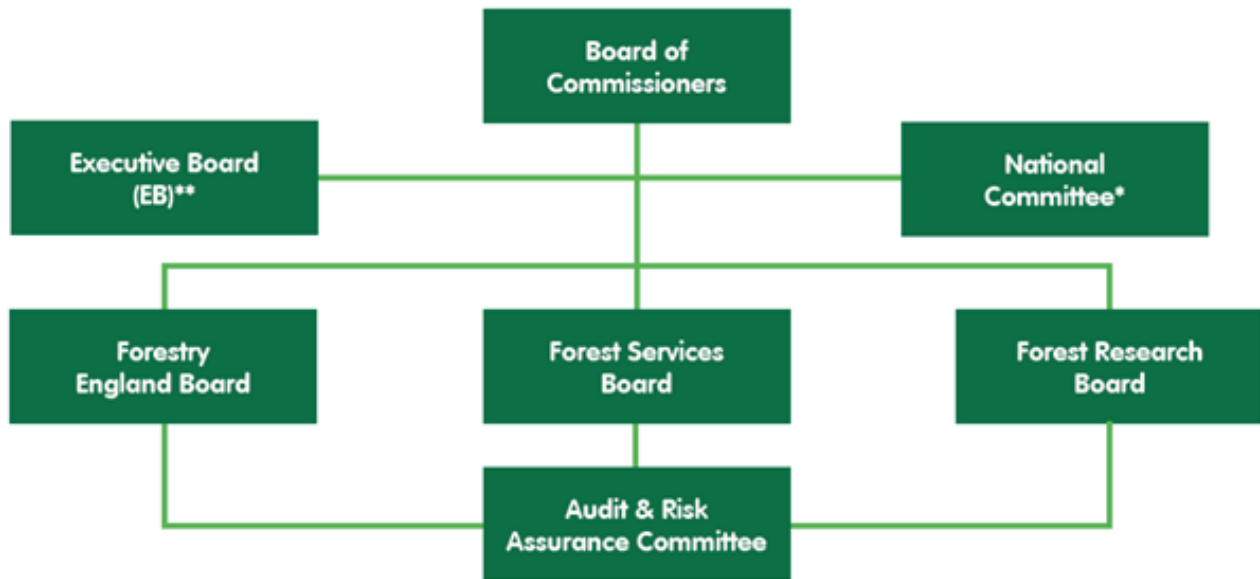 Board of
Commissioners
Executive Board
(EB)**
National
Committee*
Forestry
England Board
Forest Services
Board
Forest Research
Board
Audit & Risk
Assurance Committee